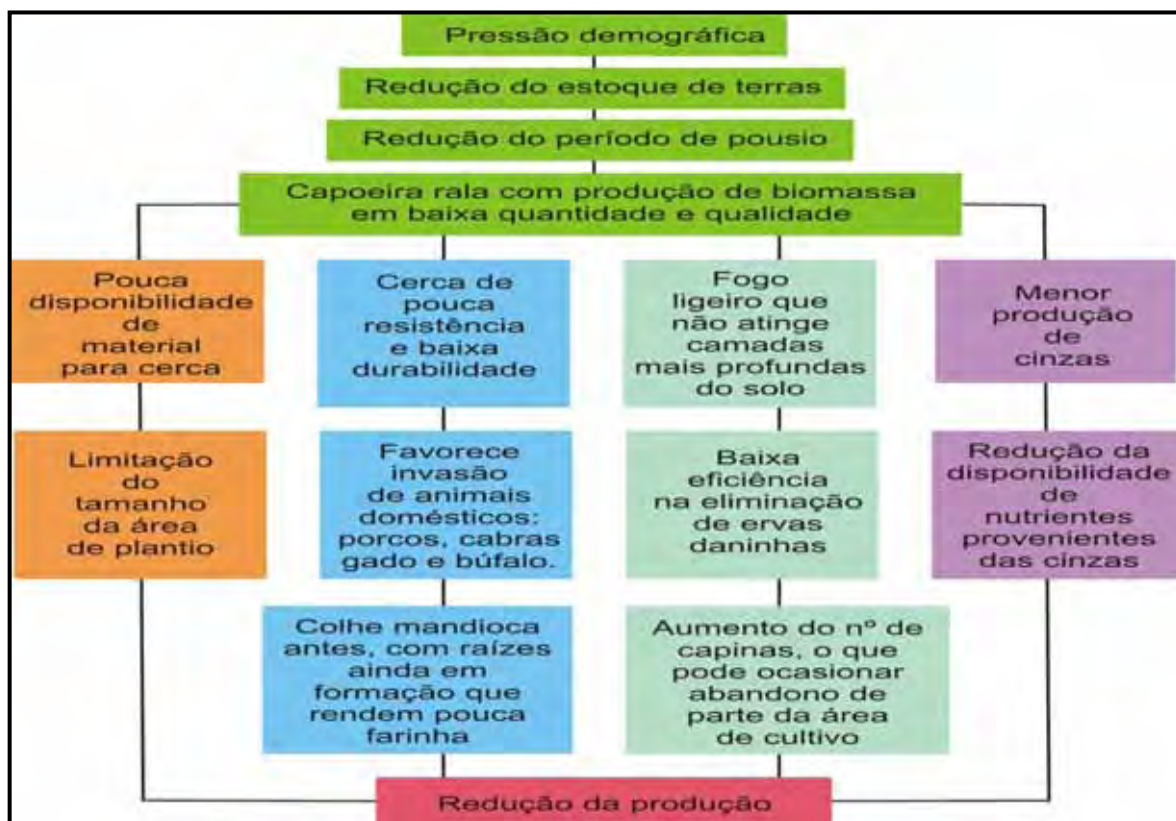 Pressão demográfica
Redução do estoque de terras
Redução do período de pousio
Capoeira rala com produção de biomassa
em baixa quantidade e qualidade
Pouca
disponibilidade
de
material
para cerca
Cerca de
pouca
resistência
e baixa
durabilidade
Fogo
ligeiro que
não atinge
camadas
mais profundas
do solo
Menor
produção
de
cinzas
Limitação
do
tamanho
da área
de plantio
Favorece
invasão
de animais
domésticos:
porcos, cabras
gado e búfalo.
Baixa
eficiência
na eliminação
de ervas
daninhas
Redução da
disponibilidade
de
nutrientes
provenientes
das cinzas
Colhe mandioca
antes, com raízes
ainda em
formação que
rendem pouca
farinha
Aumento do nº de
capinas, o que
pode ocasionar
abandono de
parte da área
de cultivo
Redução da produção